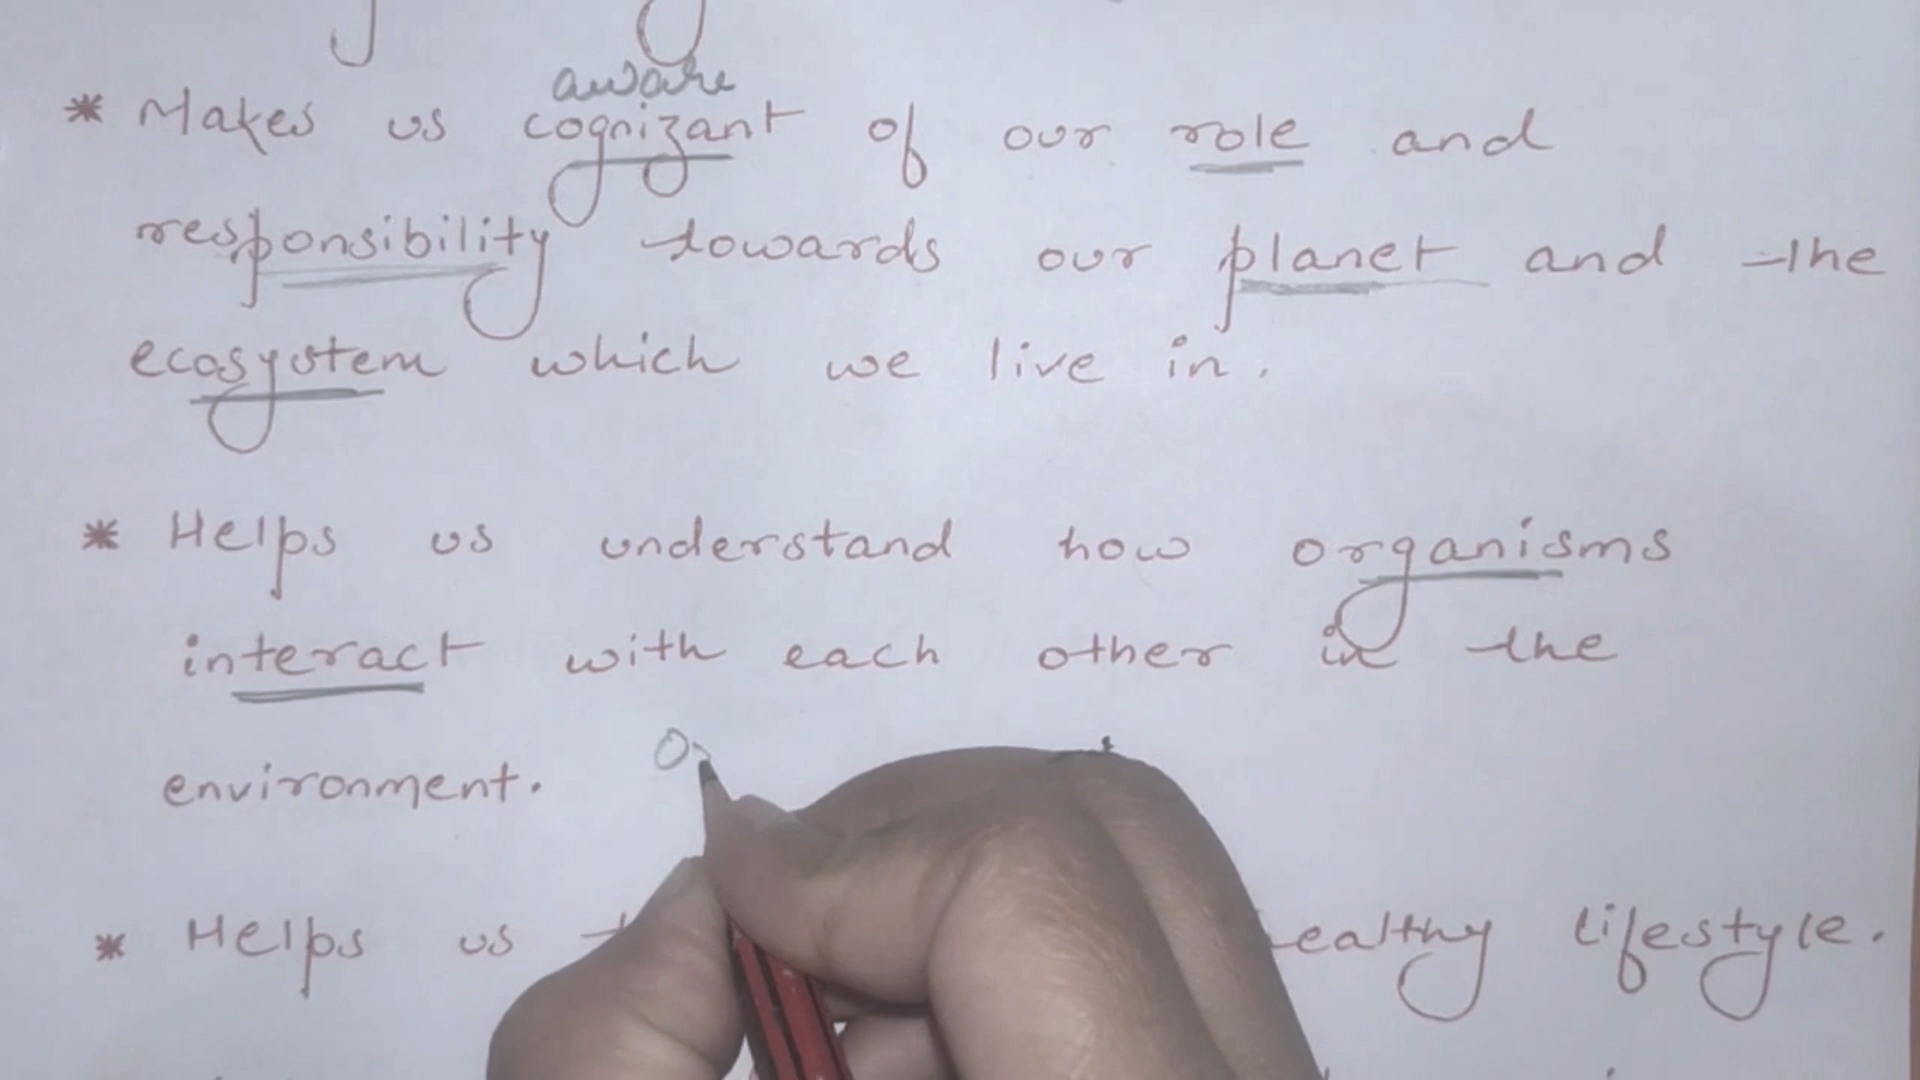 aware
* Makes us cognizant of our role and
responsibility towards our planet and the
ecosystem which we live in.
* Helps us understand how organisms
interact with each other in the
environment.
* Helps us lifestyle.